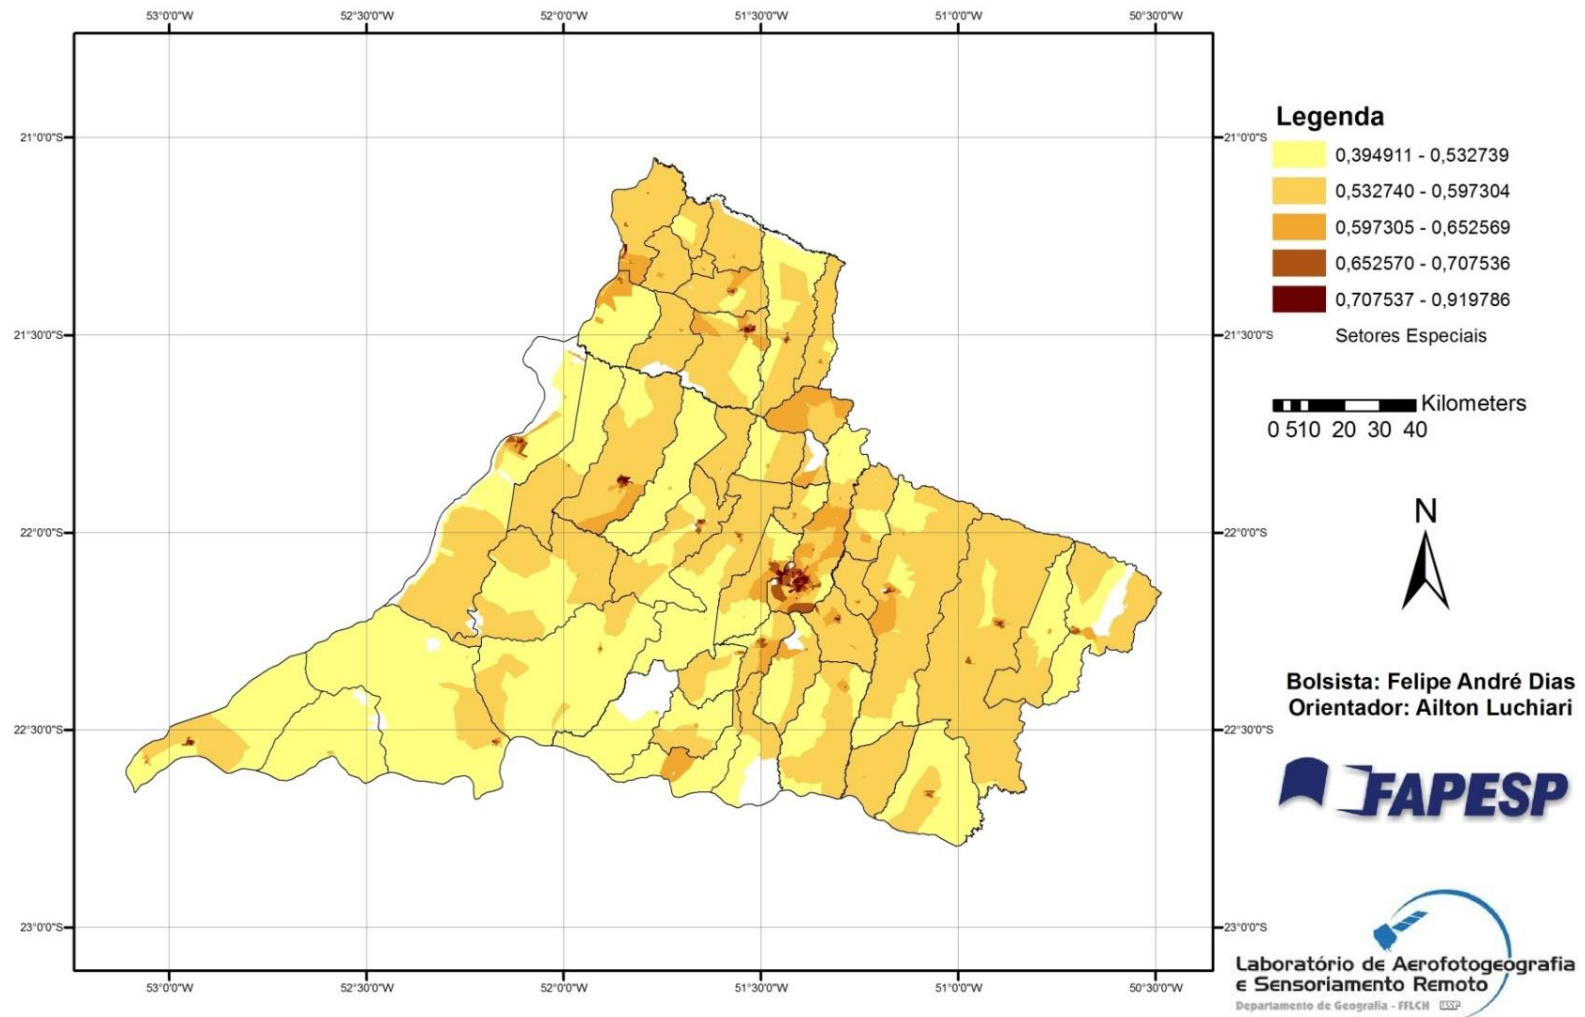 53°0'0"W 52°30'0"W 52°0'0"W 51°30'0"W 51°0'0"W 50°30'0"W
21°0'0"S 21°0'0"S
21°30'0"S 21°30'0"S
22°0'0"S 22°0'0"S
22°30'0"S 22°30'0"S
23°0'0"S 23°0'0"S
53°0'0"W 52°30'0"W 52°0'0"W 51°30'0"W 51°0'0"W 50°30'0"W
Legenda
0,394911 - 0,532739
0,532740 - 0,597304
0,597305 - 0,652569
0,652570 - 0,707536
0,707537 - 0,919786
Setores Especiais
Kilometers
0 510 20 30 40
N
Bolsista: Felipe André Dias
Orientador: Ailton Luchiari
FAPESP
Laboratório de Aerofotogeografia
e Sensoriamento Remoto
Departamento de Geografia - FFLCH USP